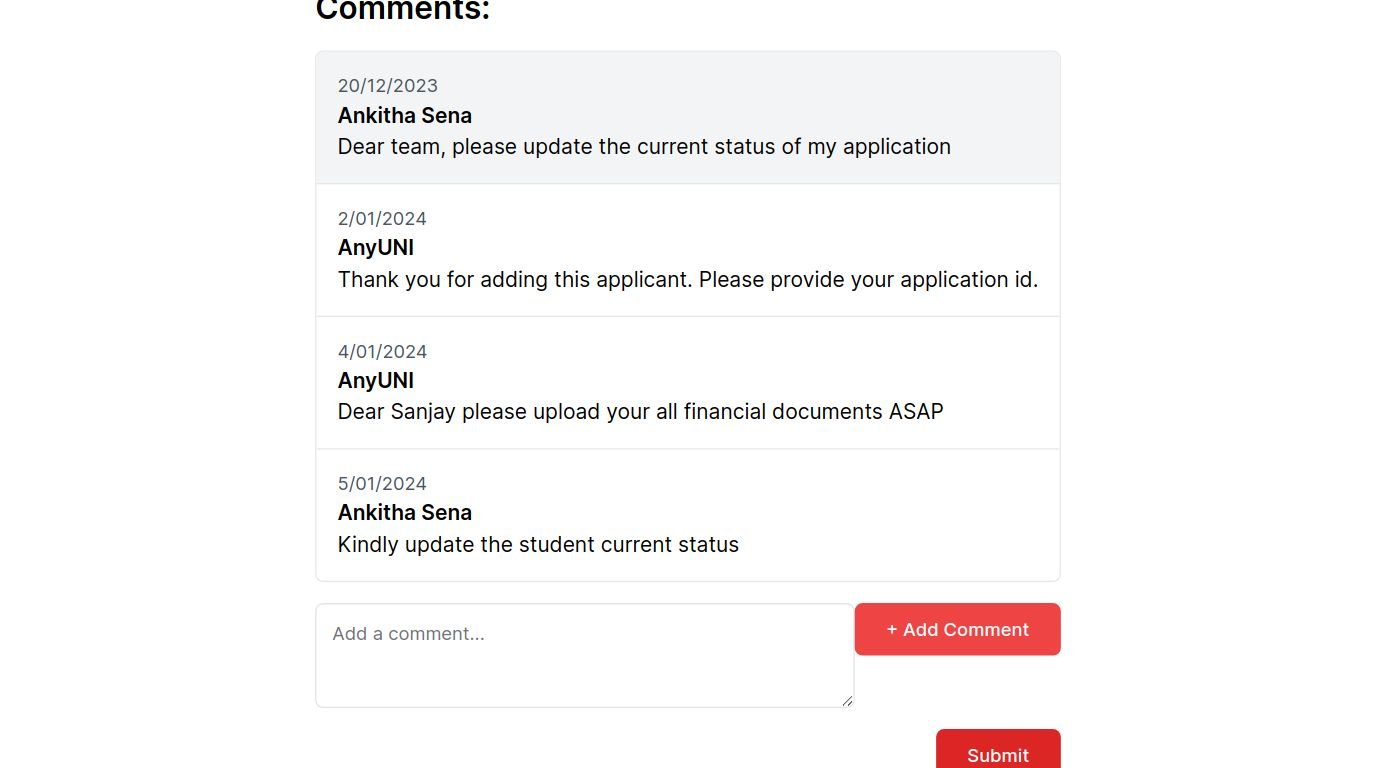 Comments:
20/12/2023
Ankitha Sena
Dear team, please update the current status of my application
2/01/2024
AnyUNI
Thank you for adding this applicant. Please provide your application id.
4/01/2024
AnyUNI
Dear Sanjay please upload your all financial documents ASAP
5/01/2024
Ankitha Sena
Kindly update the student current status
Add a comment...
+ Add Comment
Submit